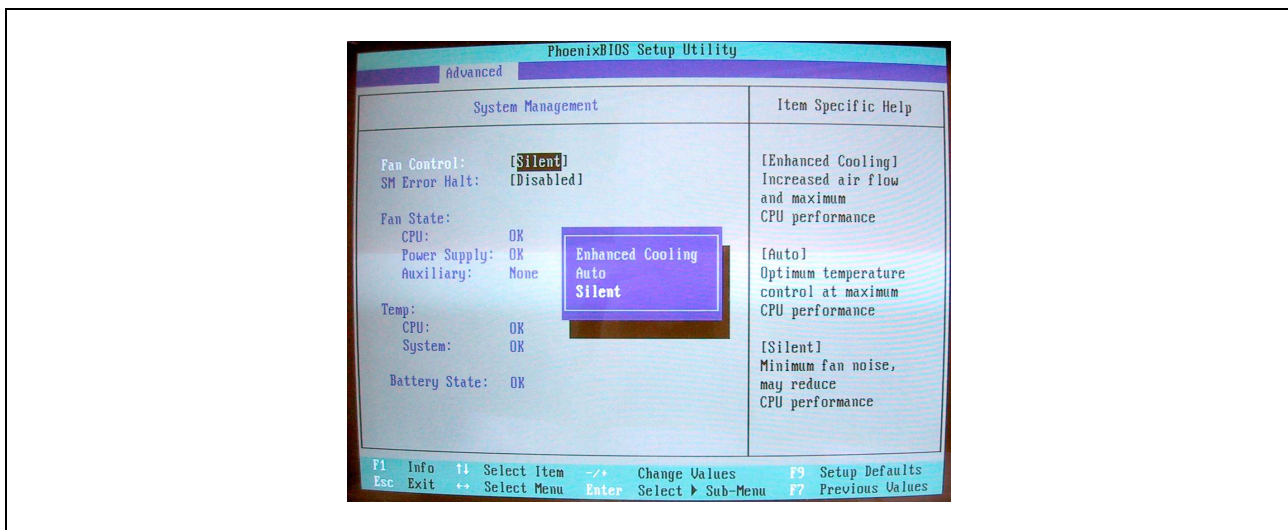 PhoenixBIOS Setup Utility
Advanced
System Management
Item Specific Help
Fan Control: [Silent]
SM Error Halt: [Disabled]
Fan State:
CPU: OK
Power Supply: OK
Auxiliary: None
Temp:
CPU: OK
System: OK
Battery State: OK
Enhanced Cooling
Auto
Silent
[Enhanced Cooling]
Increased air flow
and maximum
CPU performance
[Auto]
Optimum temperature
control at maximum
CPU performance
[Silent]
Minimum fan noise,
may reduce
CPU performance
F1 Info ↑↓ Select Item -/+ Change Values F9 Setup Defaults
Esc Exit ↔ Select Menu Enter Select ▶ Sub-Menu F7 Previous Values